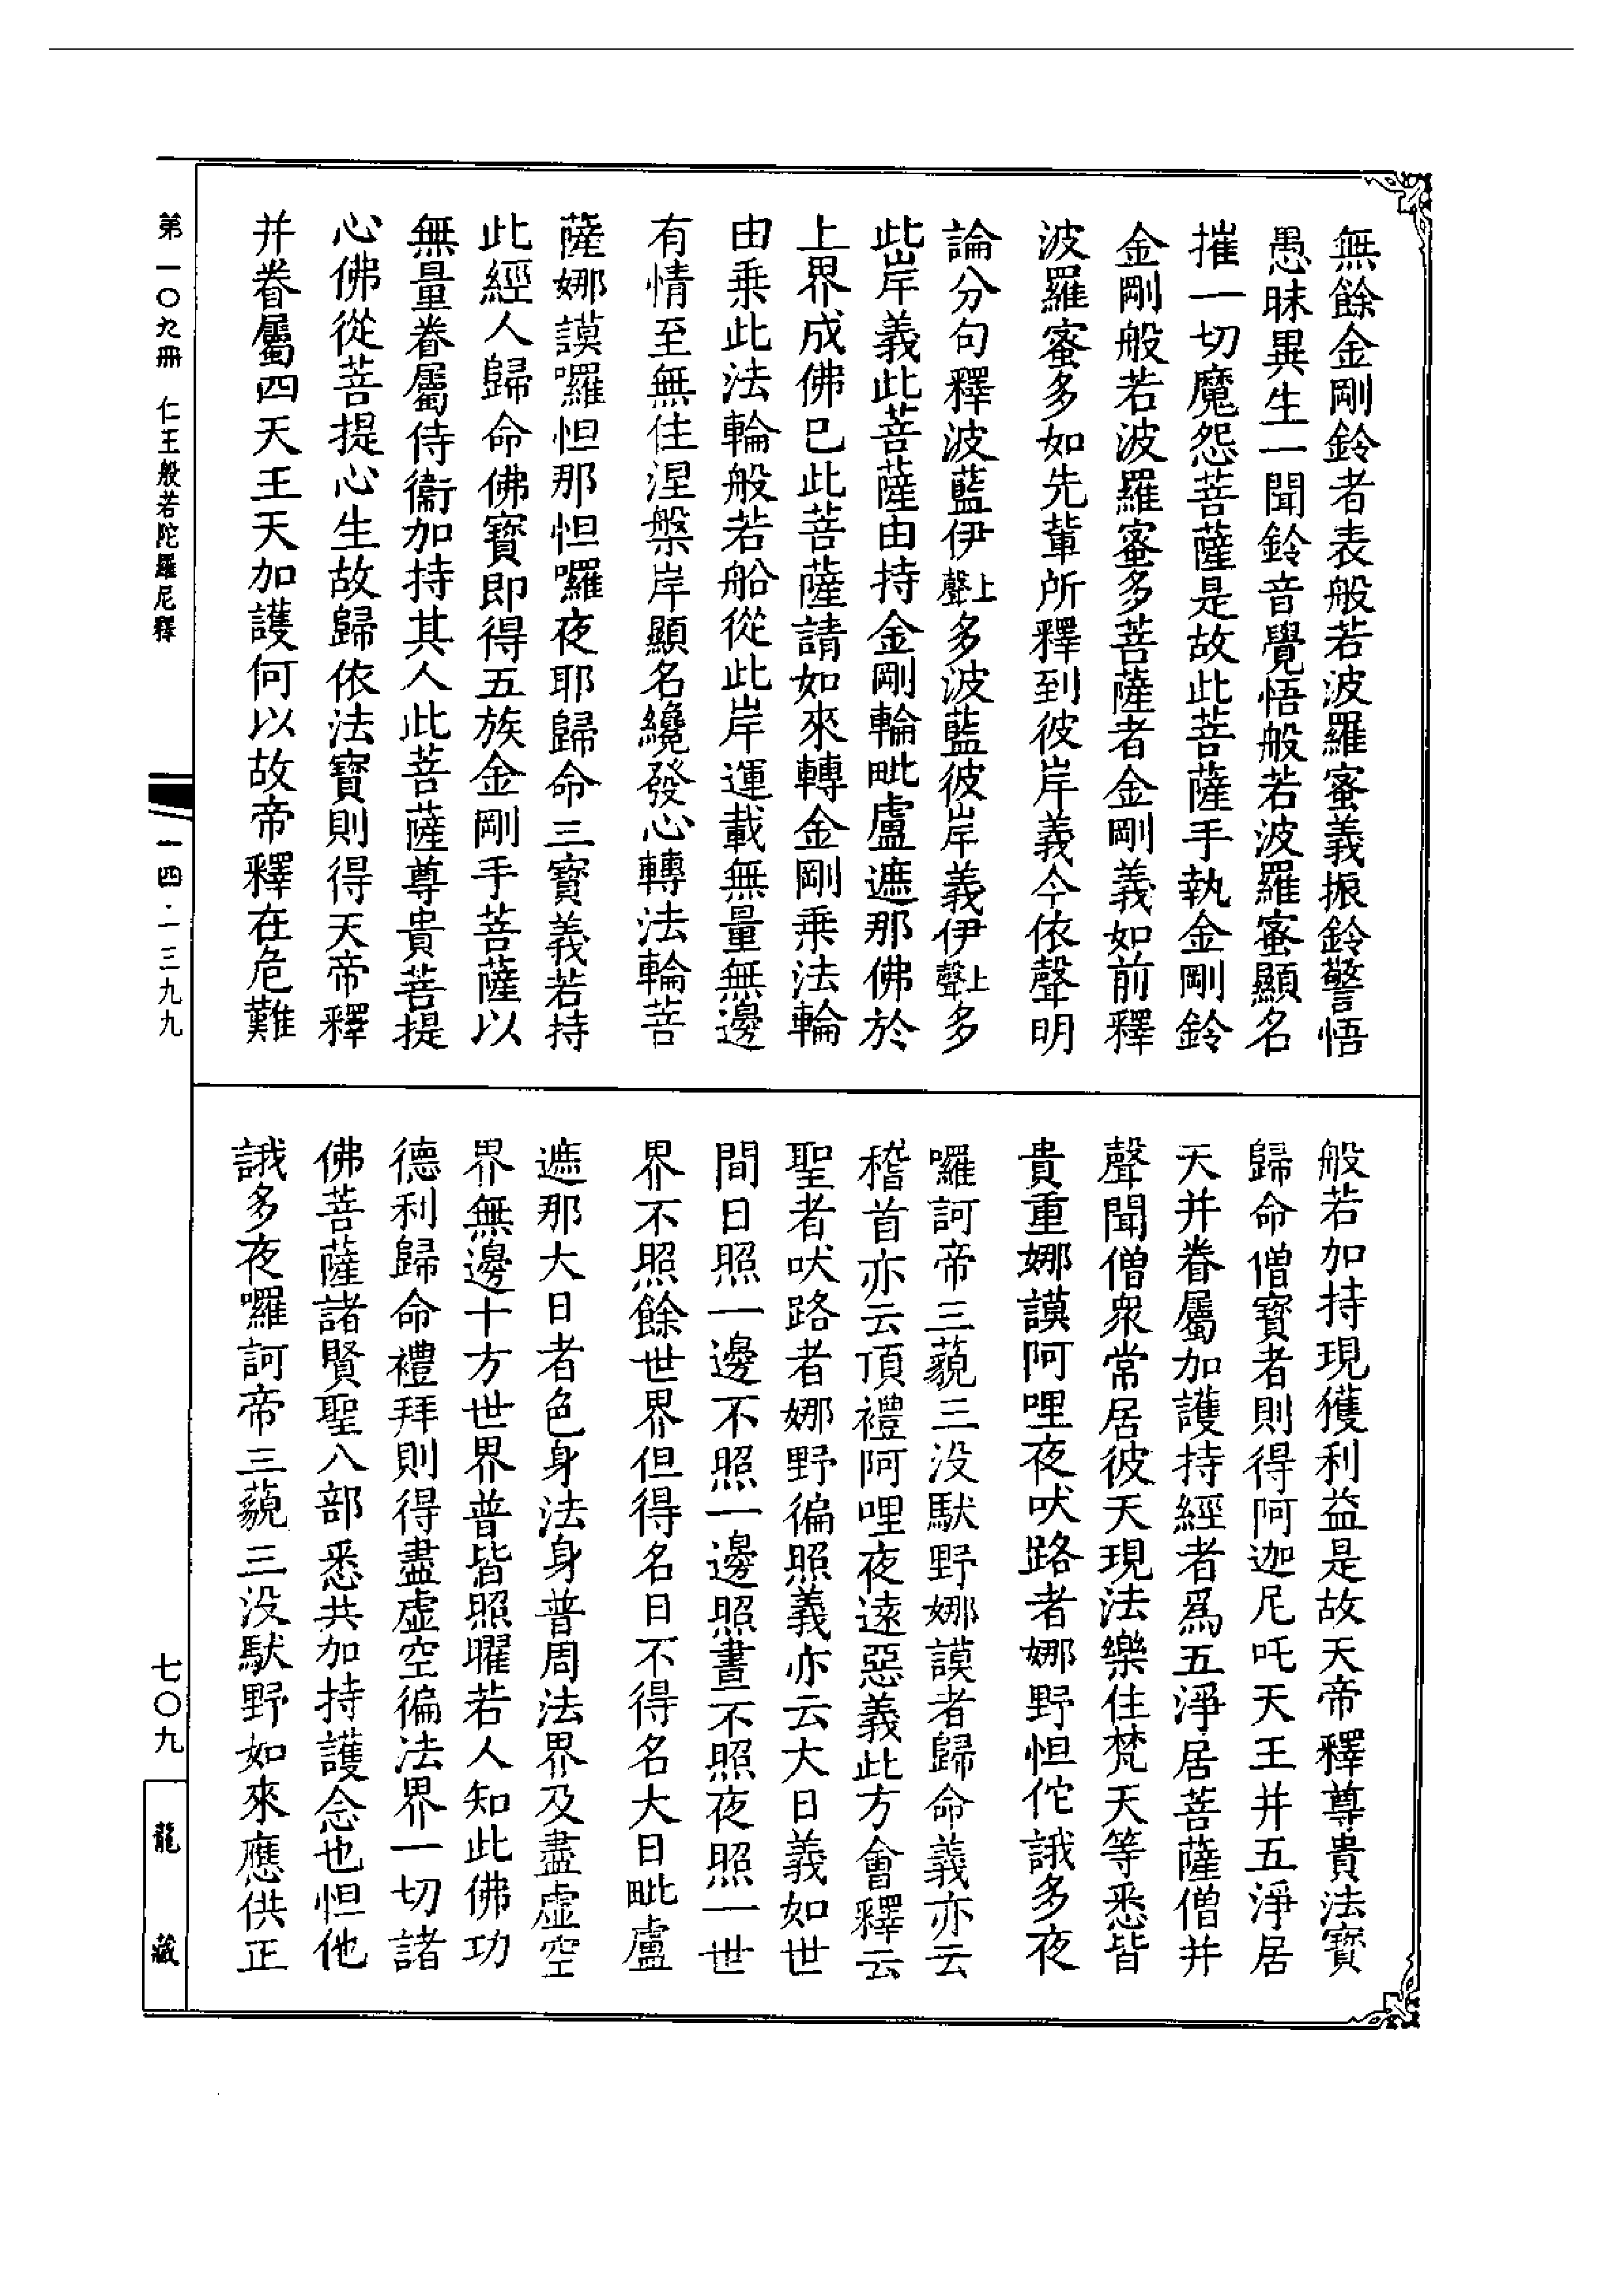 無餘金剛鈴者表般若波羅蜜義振鈴警悟
愚昧異生一聞鈴音覺悟般若波羅蜜顯名
摧一切魔怨菩薩是故此菩薩手執金剛鈴
金剛般若波羅蜜多菩薩者金剛義如前釋
波羅蜜多如先輩所釋到彼岸義今依聲明
論分句釋波藍伊上聲多波藍彼岸義伊上聲多
此岸義此菩薩由持金剛輪毗盧遮那佛於
上界成佛已此菩薩請如來轉金剛乘法輪
由乘此法輪般若船從此岸運載無量無邊
有情至無住涅槃岸顯名纔發心轉法輪菩
薩娜謨囉怛那怛囉夜耶歸命三寶義若持
此經人歸命佛寶即得五族金剛手菩薩以
無量眷屬侍衞加持其人此菩薩尊貴菩提
心佛從菩提心生故歸依法寶則得天帝釋
并眷屬四天王天加護何以故帝釋在危難
般若加持現獲利益是故天帝釋尊貴法寶
歸命僧寶者則得阿迦尼吒天王并五淨居
天并眷屬加護持經者爲五淨居菩薩僧并
聲聞僧衆常居彼天現法樂住梵天等悉皆
貴重娜謨阿哩夜吠路者娜野怛佗誐多夜
囉訶帝三藐三没馱野娜謨者歸命義亦云
稽首亦云頂禮阿哩夜遠惡義此方會釋云
聖者吠路者娜野徧照義亦云大日義如世
間日照一邊不照一邊照晝不照夜照一世
界不照餘世界但得名日不得名大日毗盧
遮那大日者色身法身普周法界及盡虛空
界無邊十方世界普皆照曜若人知此佛功
德利歸命禮拜則得盡虛空徧法界一切諸
佛菩薩諸賢聖八部悉共加持護念也怛他
誐多夜囉訶帝三藐三没馱野如來應供正
第一〇九冊 仁王般若陀羅尼釋
一四·一三九九
七〇九
龍藏